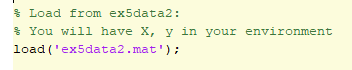 % Load from ex5data2:
% You will have X, y in your environment
load('ex5data2.mat');